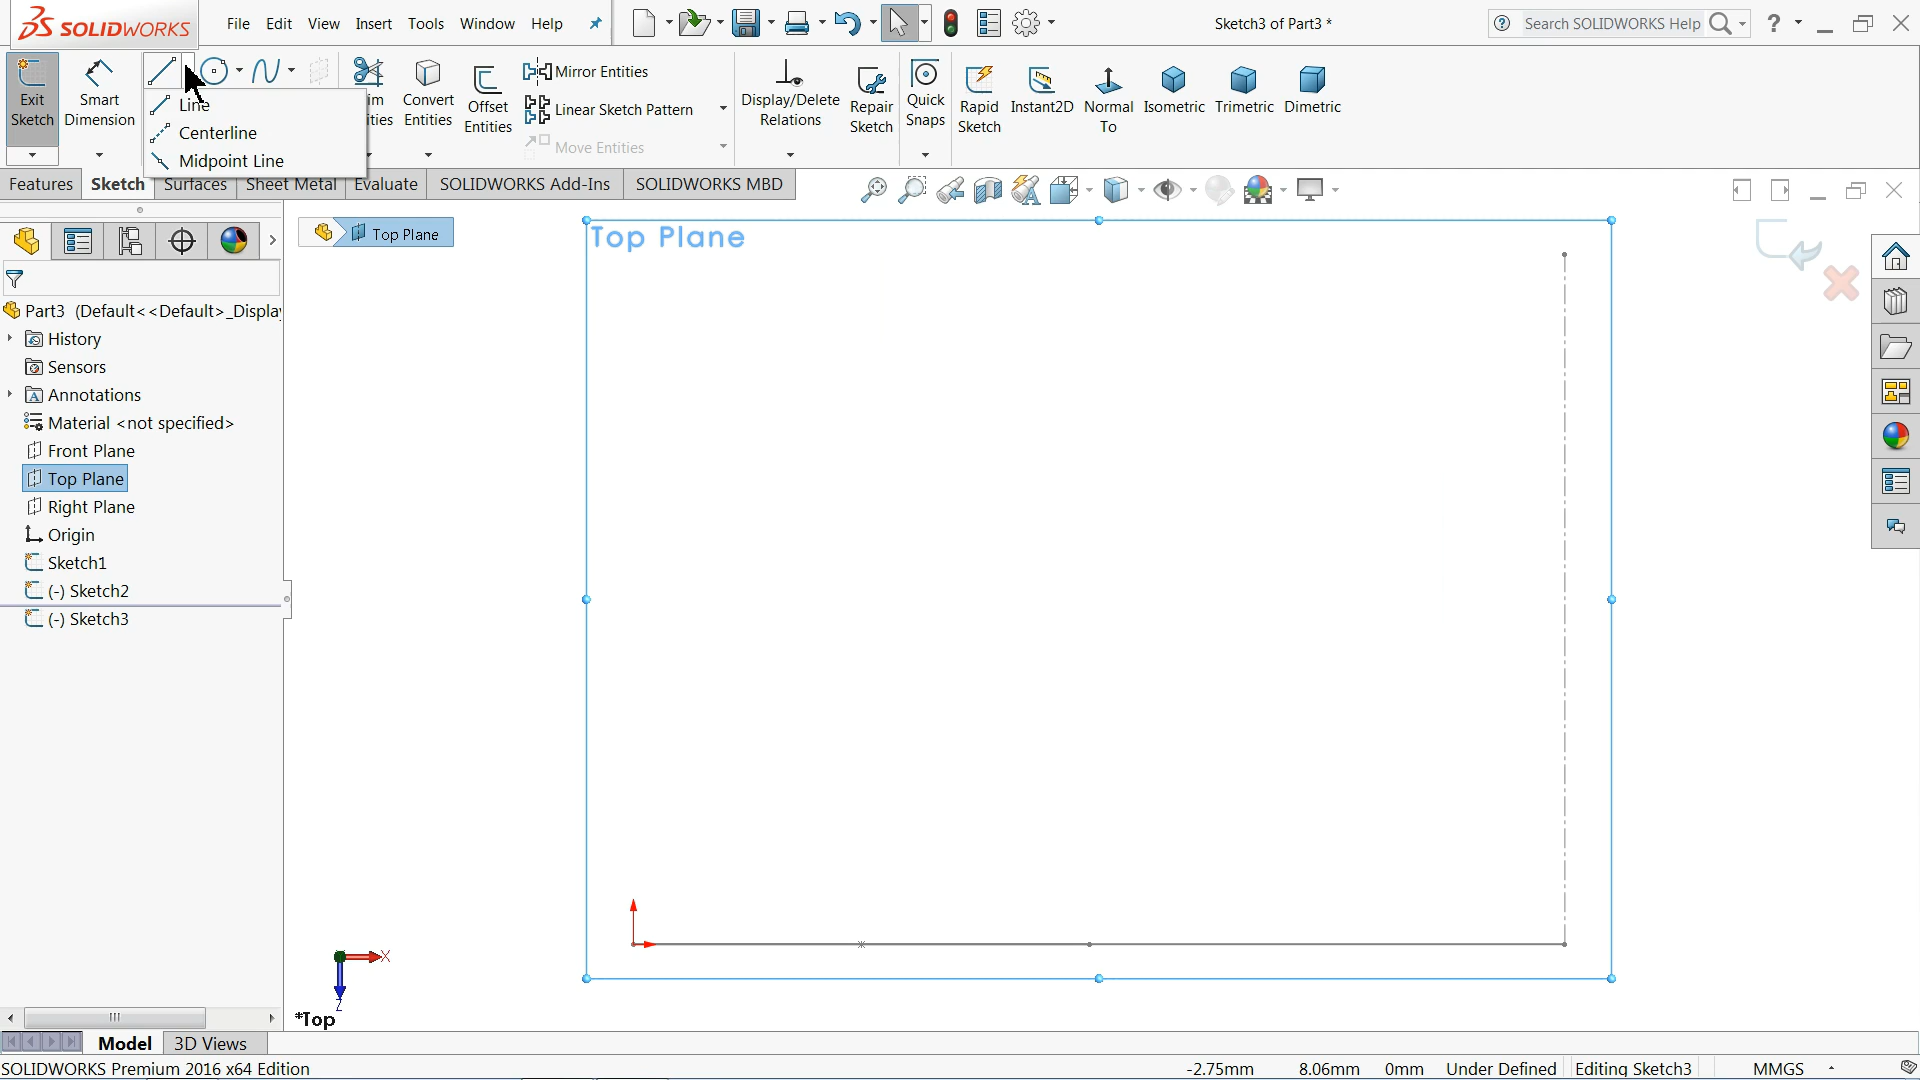 SOLIDWORKS
File Edit View Insert Tools Window Help
Sketch3 of Part3 *
Search SOLIDWORKS Help
Exit Sketch
Smart Dimension
Line
Centerline
Midpoint Line
Convert Entities
Offset Entities
Mirror Entities
Linear Sketch Pattern
Move Entities
Display/Delete Relations
Repair Sketch
Quick Snaps
Rapid Sketch
Instant2D
Normal To
Isometric
Trimetric
Dimetric
Features Sketch Surfaces Sheet Metal Evaluate SOLIDWORKS Add-Ins SOLIDWORKS MBD
Top Plane
Top Plane
Part3 (Default<<Default>_Displa
History
Sensors
Annotations
Material <not specified>
Front Plane
Top Plane
Right Plane
Origin
Sketch1
(-) Sketch2
(-) Sketch3
X
Z
*Top
Model 3D Views
SOLIDWORKS Premium 2016 x64 Edition -2.75mm 8.06mm 0mm Under Defined Editing Sketch3 MMGS